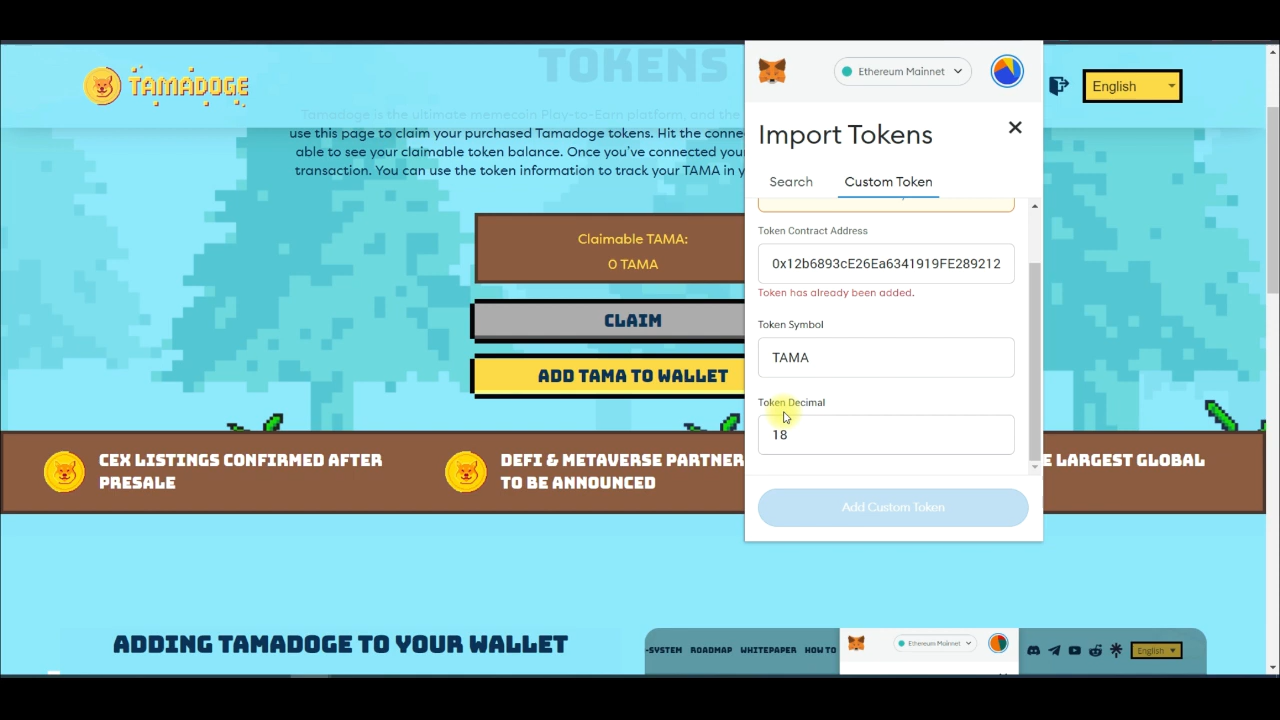 TOKENS
TAMADOGE
English
Tamadoge is the ultimate memecoin Play-to-Earn platform, and the
use this page to claim your purchased Tamadoge tokens. Hit the conne
able to see your claimable token balance. Once you've connected your
transaction. You can use the token information to track your TAMA in y
Claimable TAMA:
0 TAMA
CLAIM
ADD TAMA TO WALLET
Ethereum Mainnet
Import Tokens
Search
Custom Token
Token Contract Address
0x12b6893cE26Ea6341919FE289212
Token has already been added.
Token Symbol
TAMA
Token Decimal
18
Add Custom Token
CEX LISTINGS CONFIRMED AFTER
PRESALE
DEFI & METAVERSE PARTNER
TO BE ANNOUNCED
E LARGEST GLOBAL
ADDING TAMADOGE TO YOUR WALLET
-SYSTEM ROADMAP WHITEPAPER HOW TO
Ethereum Mainnet
English